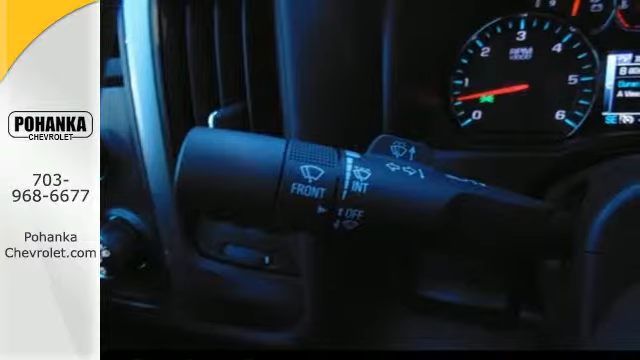 POHANKA
CHEVROLET
703-
968-6677
Pohanka
Chevrolet.com
FRONT
INT
OFF
RPM
0
1
2
3
4
5
6